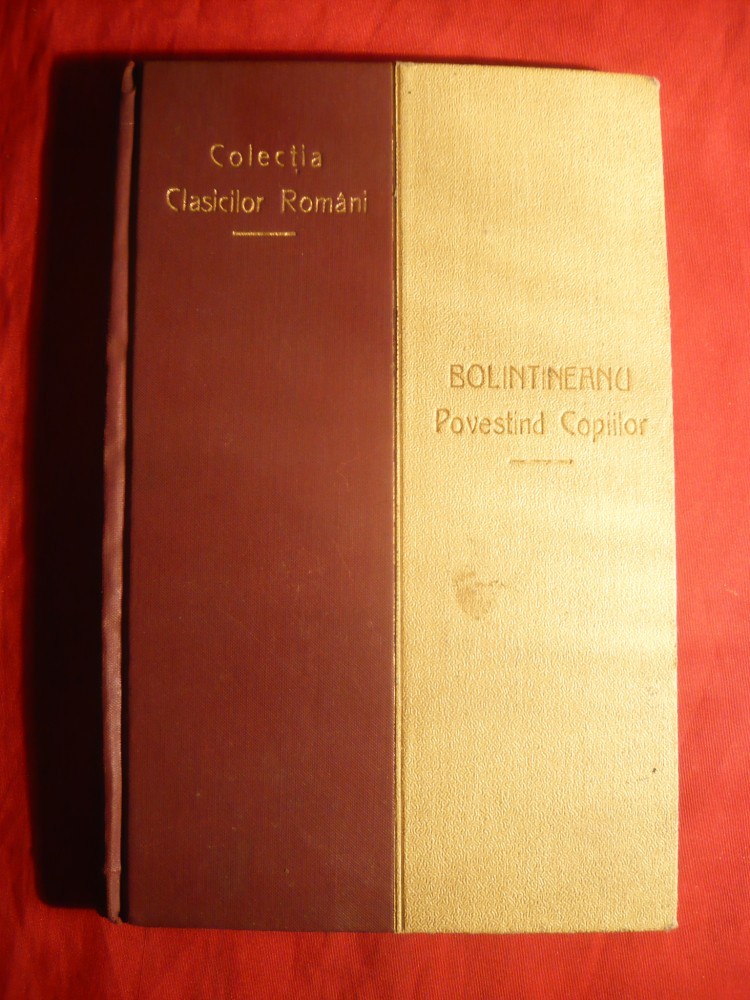 Colecția
Clasicilor Români
BOLINTINEANU
Povestind Copiilor